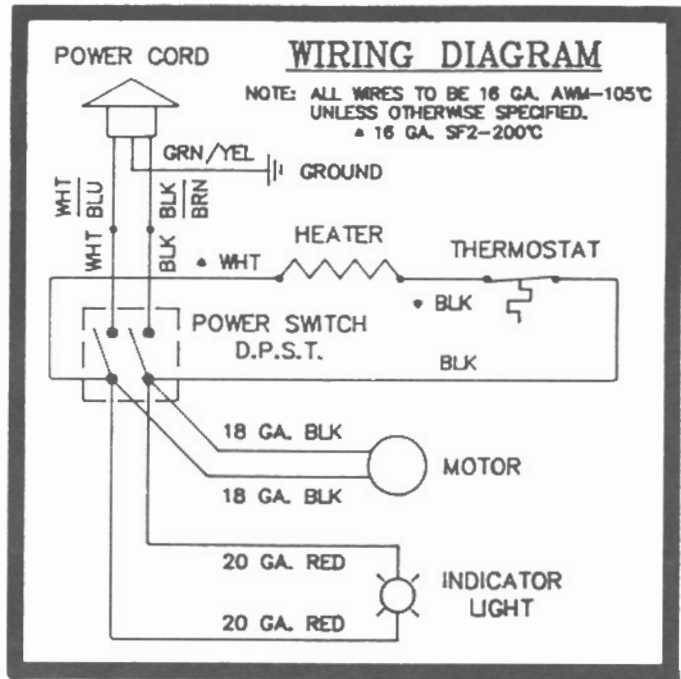 POWER CORD
WIRING DIAGRAM
NOTE: ALL WIRES TO BE 16 GA. AWM-105°C
UNLESS OTHERWISE SPECIFIED.
▲ 16 GA. SF2-200°C
GRN/YEL
GROUND
WHT
BLU
BLK
BRN
WHT
BLK
▲ WHT
HEATER
THERMOSTAT
▲ BLK
POWER SWITCH
D.P.S.T.
BLK
18 GA. BLK
MOTOR
18 GA. BLK
20 GA. RED
INDICATOR
LIGHT
20 GA. RED